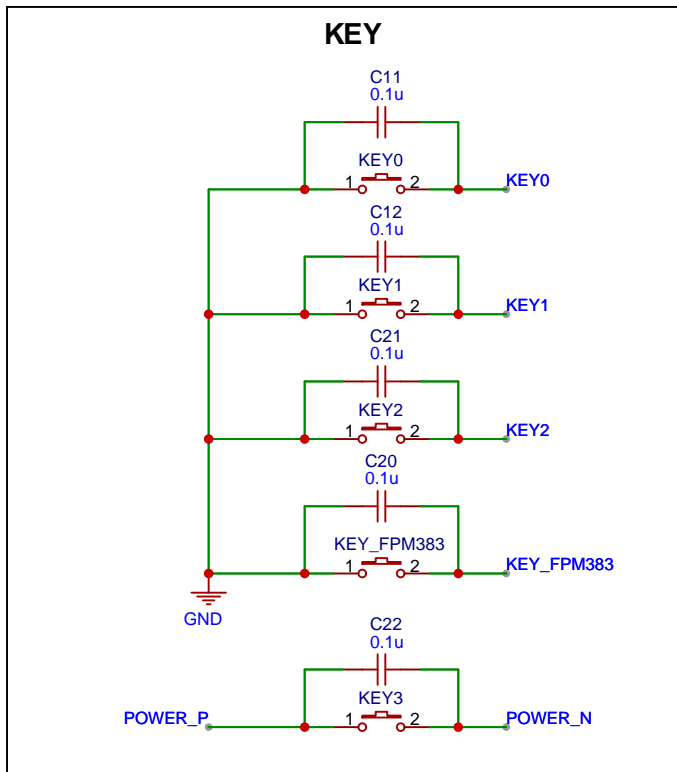 KEY
C11
0.1u
KEY0
1 2
KEY0
C12
0.1u
KEY1
1 2
KEY1
C21
0.1u
KEY2
1 2
KEY2
C20
0.1u
KEY_FPM383
1 2
KEY_FPM383
GND
C22
0.1u
KEY3
POWER_P 1 2 POWER_N